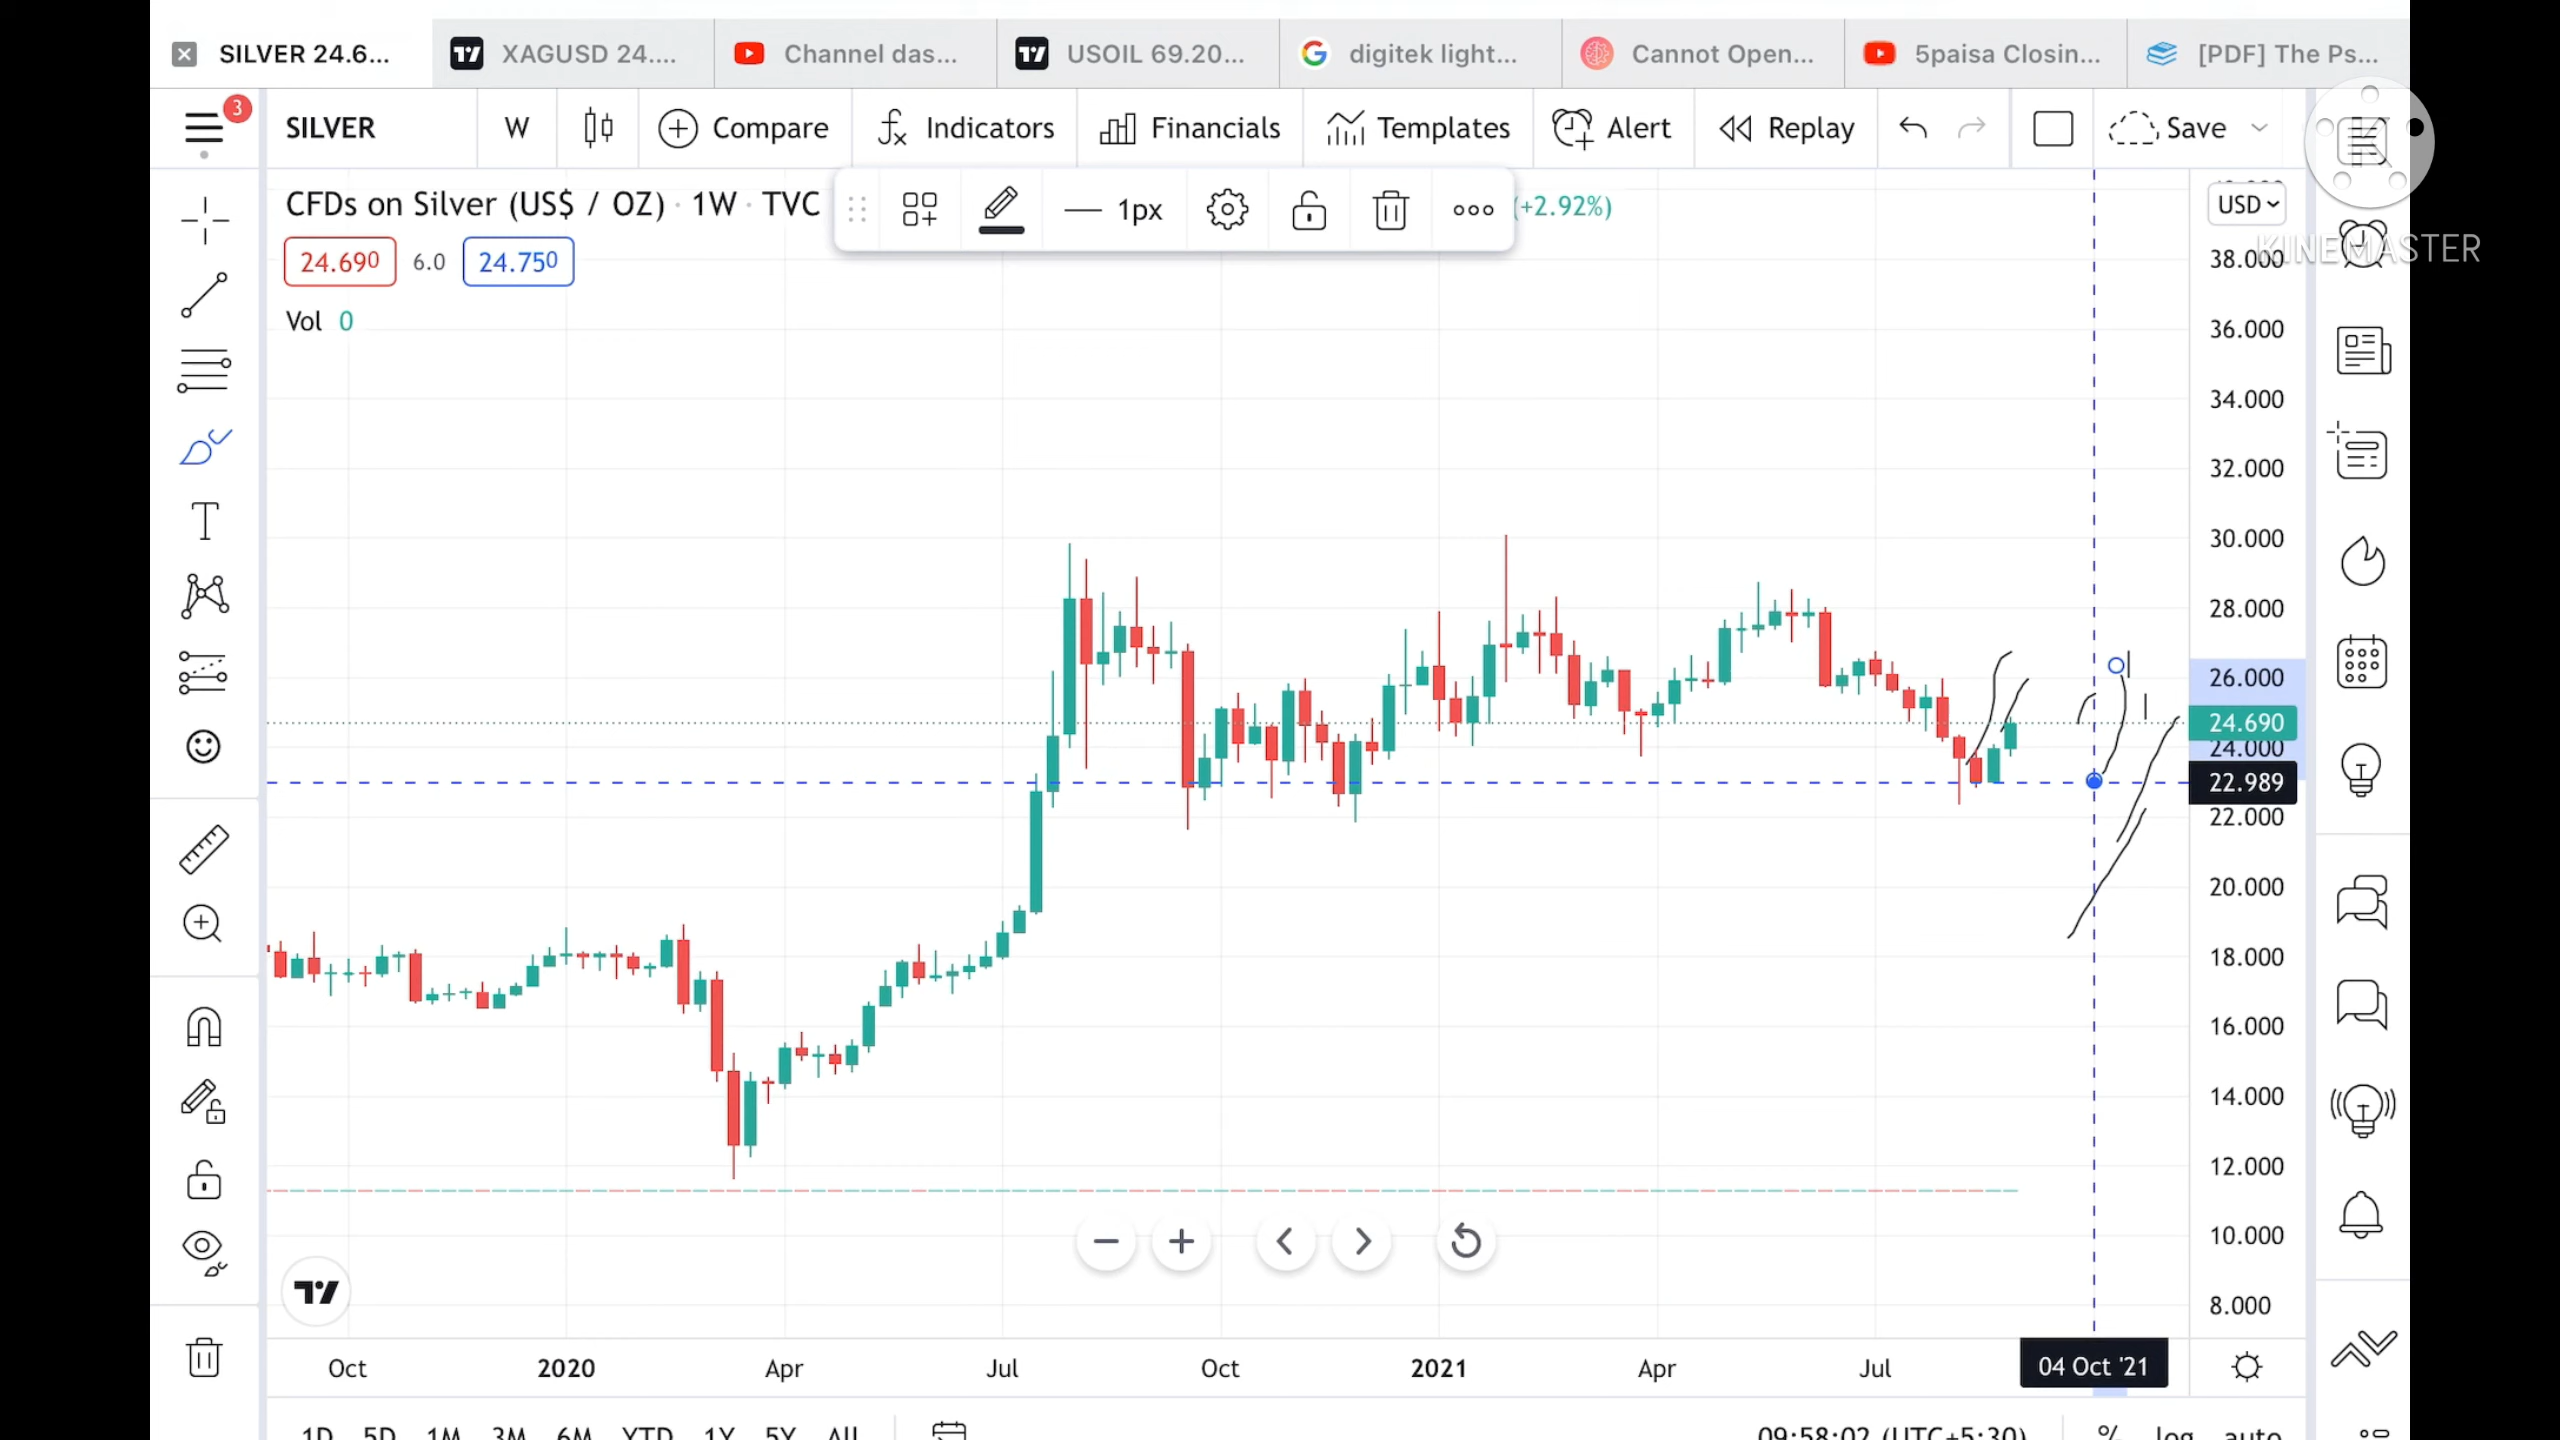 SILVER 24.6...
XAGUSD 24....
Channel das...
USOIL 69.20...
digitek light...
Cannot Open...
5paisa Closin...
[PDF] The Ps...
3
SILVER
W
Compare
Indicators
Financials
Templates
Alert
Replay
Save
CFDs on Silver (US$ / OZ) · 1W · TVC
1px
(+2.92%)
USD
KINEMASTER
24.690
6.0
24.750
Vol 0
38.000
36.000
34.000
32.000
30.000
28.000
26.000
24.690
24.000
22.989
22.000
20.000
18.000
16.000
14.000
12.000
10.000
8.000
Oct
2020
Apr
Jul
Oct
2021
Apr
Jul
04 Oct '21
1D 5D 1M 3M 6M YTD 1Y 5Y All
09:58:02 (UTC+5:30)
% log auto